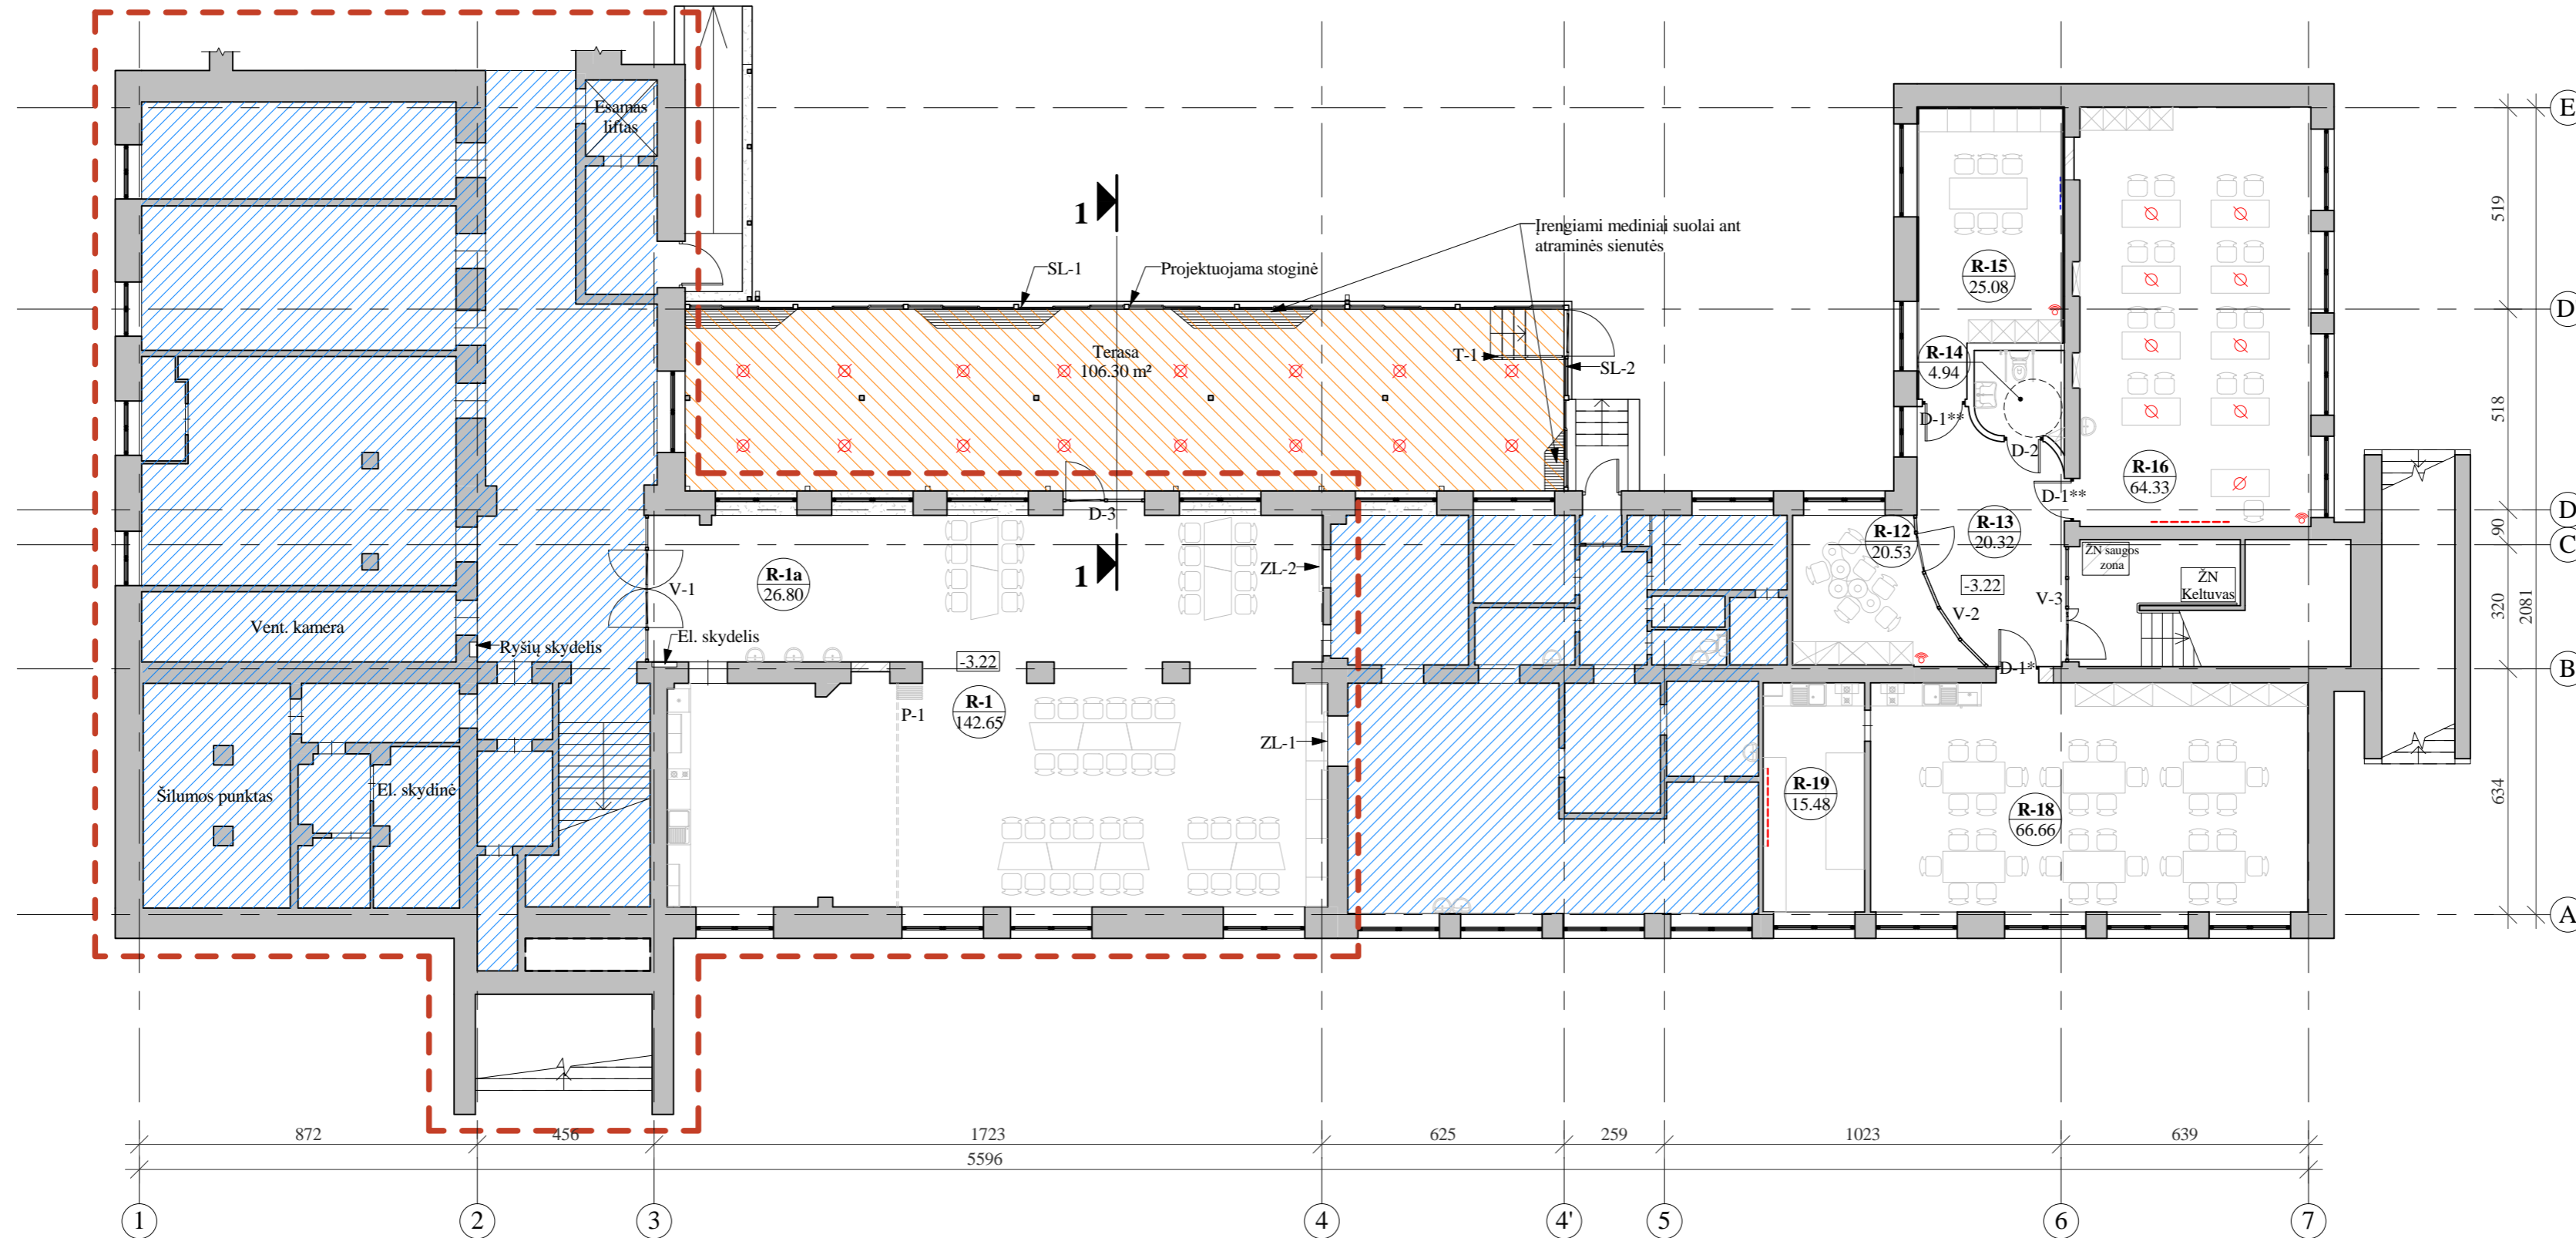 Esamas
liftas
1
SL-1
Projektuojama stoginė
Įrengiami mediniai suolai ant
atraminės sienutės
Terasa
106.30 m²
T-1
SL-2
R-15
25.08
R-14
4.94
D-1**
D-2
R-16
64.33
D-1**
D-3
R-12
20.53
R-13
20.32
-3.22
V-2
V-3
ŽN saugos
zona
ŽN
Keltuvas
D-1*
1
ZL-2
R-1a
26.80
V-1
Vent. kamera
Ryšių skydelis
El. skydelis
-3.22
P-1
R-1
142.65
ZL-1
Šilumos punktas
El. skydinė
R-19
15.48
R-18
66.66
E
D
D
C
B
A
519
518
90
320
634
2081
872
456
1723
625
259
1023
639
5596
1
2
3
4
4'
5
6
7